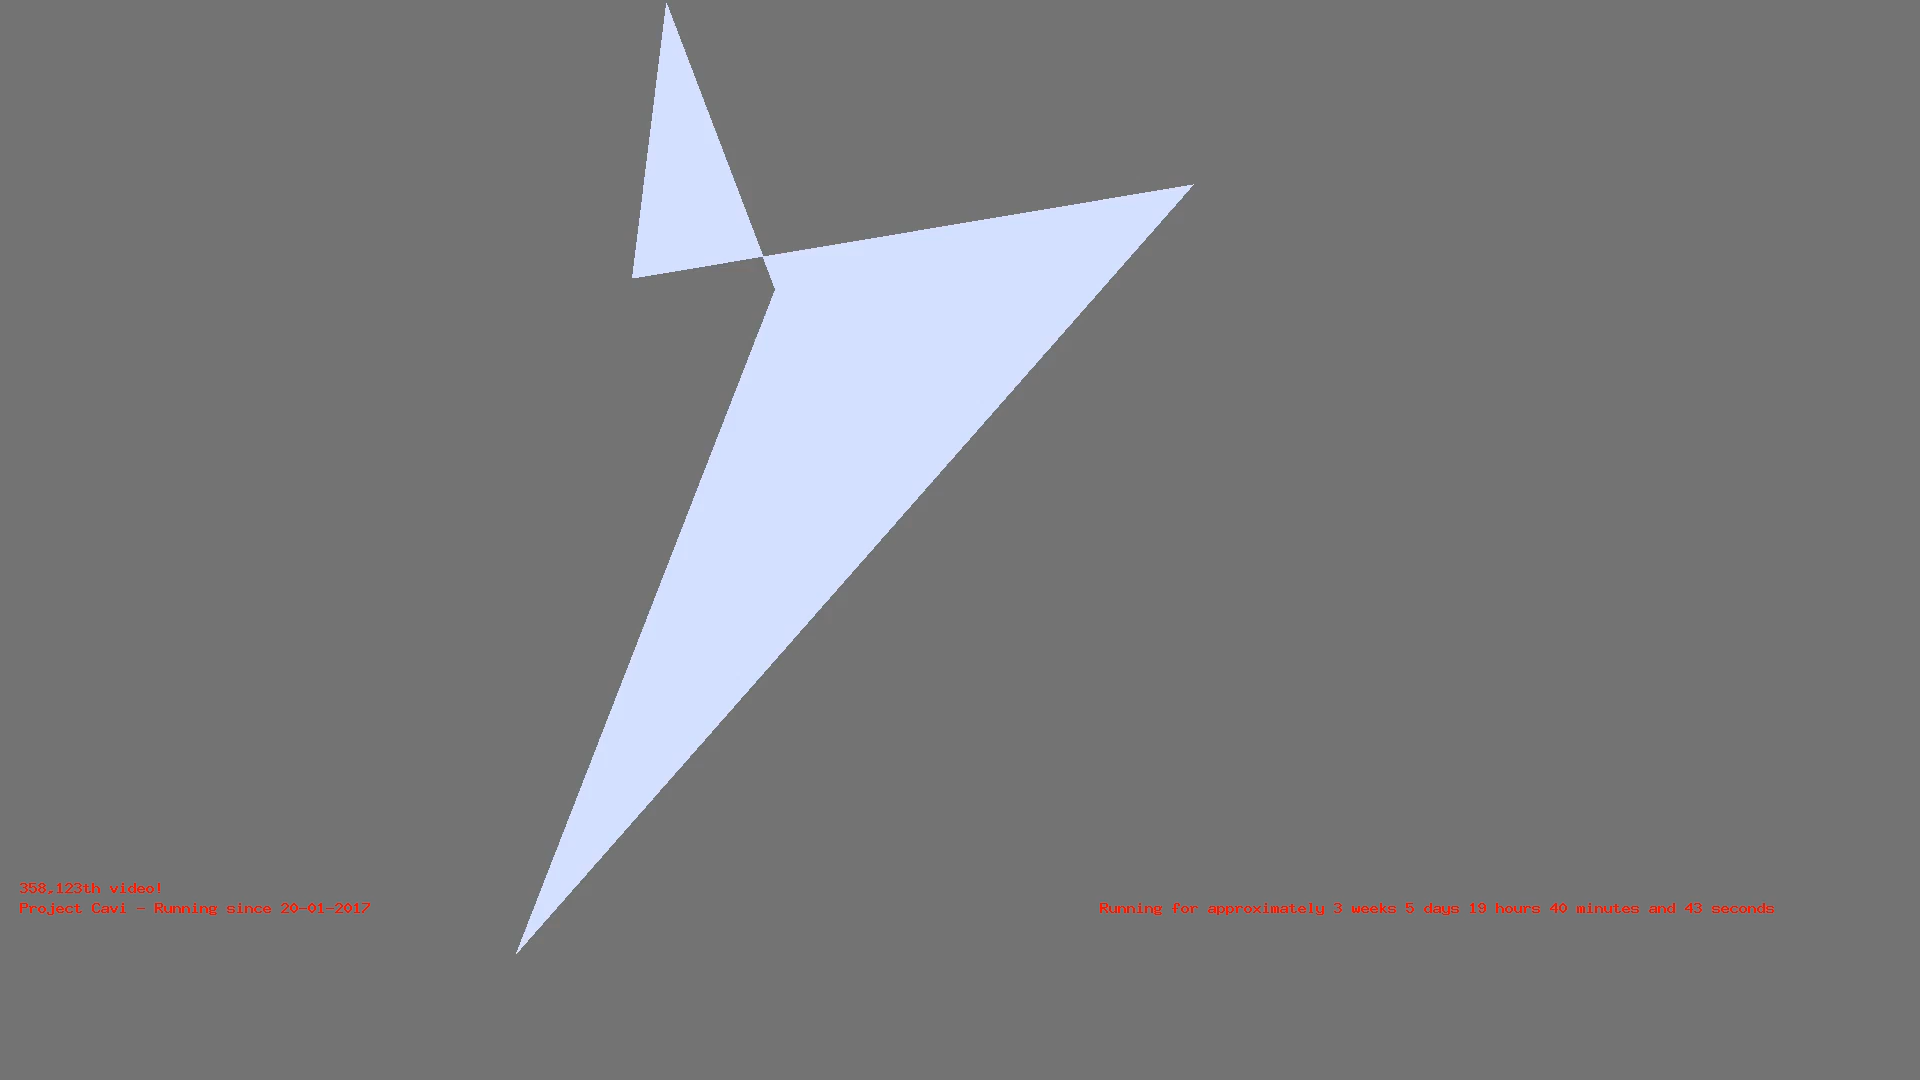 358,123th video!
Project Cavi - Running since 20-01-2017
Running for approximately 3 weeks 5 days 19 hours 40 minutes and 43 seconds